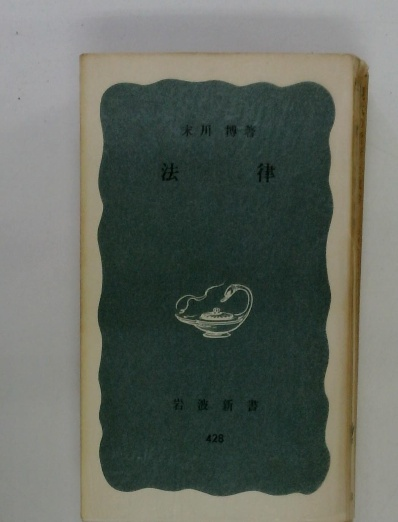 末川 博著
法 律
岩波新書
428